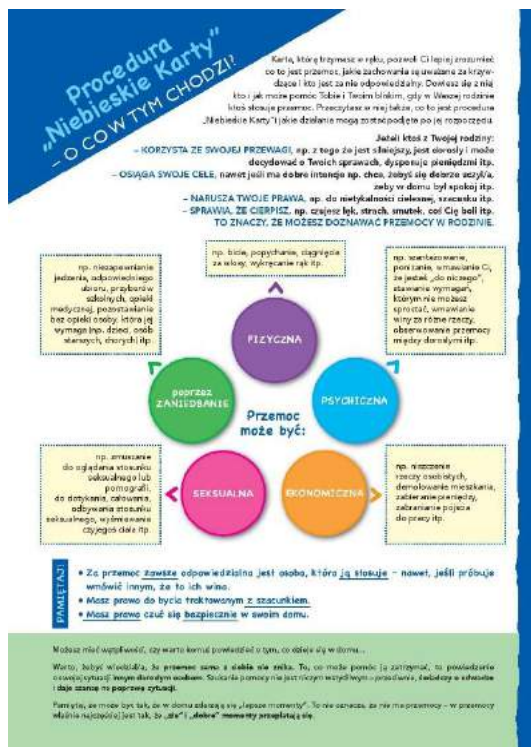 Procedura
„Niebieskie Karty"
– O CO W TYM CHODZI?
Karta, którą trzymasz w ręku, pozwoli Ci lepiej zrozumieć
co to jest przemoc, jakie zachowania są uważane za krzyw-
dzące i kto jest za nie odpowiedzialny. Dowiesz się z niej
kto i jak może pomóc Tobie i Twoim bliskim, gdy w Waszej rodzinie
ktoś stosuje przemoc. Przeczytasz w niej także, co to jest procedura
„Niebieskie Karty" i jakie działania mogą zostać podjęte po jej rozpoczęciu.
Jeżeli ktoś z Twojej rodziny:
– KORZYSTA ZE SWOJEJ PRZEWAGI, np. z tego że jest silniejszy, jest dorosły i może
decydować o Twoich sprawach, dysponuje pieniędzmi itp.
– OSIĄGA SWOJE CELE, nawet jeśli ma dobre intencje np. chce, żebyś się dobrze uczył/a,
żeby w domu był spokój itp.
– NARUSZA TWOJE PRAWA, np. do nietykalności cielesnej, szacunku itp.
– SPRAWIA, ŻE CIERPISZ, np. czujesz lęk, strach, smutek, coś Cię boli itp.
TO ZNACZY, ŻE MOŻESZ DOZNAWAĆ PRZEMOCY W RODZINIE.
np. bicie, popychanie, ciągnięcie
za włosy, wykręcanie rąk itp.
np. niezapewnianie
jedzenia, odpowiedniego
ubioru, przyborów
szkolnych, opieki
medycznej, pozostawianie
bez opieki osoby, która jej
wymaga (np. dzieci, osób
starszych, chorych) itp.
np. szantażowanie,
poniżanie, wmawianie Ci,
że jesteś „do niczego",
stawianie wymagań,
którym nie możesz
sprostać, wmawianie
winy za różne rzeczy,
obserwowanie przemocy
między dorosłymi itp.
FIZYCZNA
poprzez
ZANIEDBANIE
PSYCHICZNA
Przemoc
może być:
SEKSUALNA
EKONOMICZNA
np. zmuszanie
do oglądania stosunku
seksualnego lub
pornografii,
do dotykania, całowania,
odbywania stosunku
seksualnego, wyśmiewanie
czyjegoś ciała itp.
np. niszczenie
rzeczy osobistych,
demolowanie mieszkania,
zabieranie pieniędzy,
zabranianie pójścia
do pracy itp.
PAMIĘTAJ!
• Za przemoc zawsze odpowiedzialna jest osoba, która ją stosuje – nawet, jeśli próbuje
wmówić innym, że to ich wina.
• Masz prawo do bycia traktowanym z szacunkiem.
• Masz prawo czuć się bezpiecznie w swoim domu.
Możesz mieć wątpliwość, czy warto komuś powiedzieć o tym, co dzieje się w domu...
Warto, żebyś wiedział/a, że przemoc sama z siebie nie znika. To, co może pomóc ją zatrzymać, to powiedzenie
o swojej sytuacji innym dorosłym osobom. Szukanie pomocy nie jest niczym wstydliwym – przeciwnie, świadczy o odwadze
i daje szansę na poprawę sytuacji.
Pamiętaj, że może być tak, że w domu zdarzają się „lepsze momenty". To nie oznacza, że nie ma przemocy – w przemocy
właśnie najczęściej jest tak, że „złe" i „dobre" momenty przeplatają się.